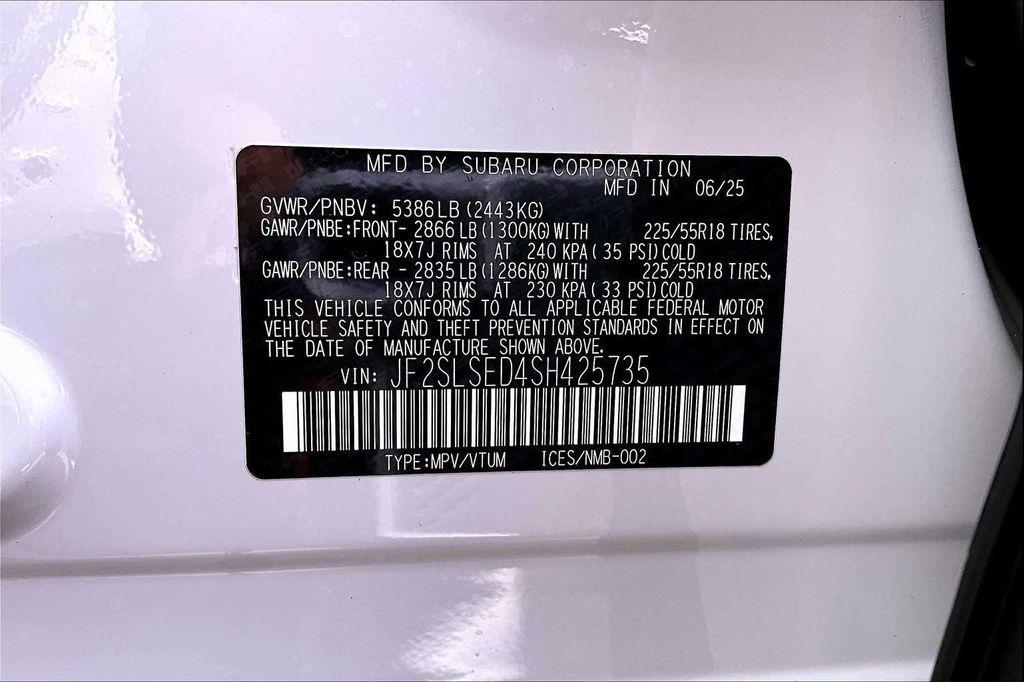 MFD BY SUBARU CORPORATION
MFD IN 06/25
GVWR/PNBV: 5386LB(2443KG)
GAWR/PNBE:FRONT- 2866LB(1300KG)WITH 225/55R18 TIRES,
18X7J RIMS AT 240 KPA( 35 PSI)COLD
GAWR/PNBE:REAR - 2835LB(1286KG)WITH 225/55R18 TIRES,
18X7J RIMS AT 230 KPA( 33 PSI)COLD
THIS VEHICLE CONFORMS TO ALL APPLICABLE FEDERAL MOTOR
VEHICLE SAFETY AND THEFT PREVENTION STANDARDS IN EFFECT ON
THE DATE OF MANUFACTURE SHOWN ABOVE.
VIN: JF2SLSED4SH425735
TYPE:MPV/VTUM ICES/NMB-002